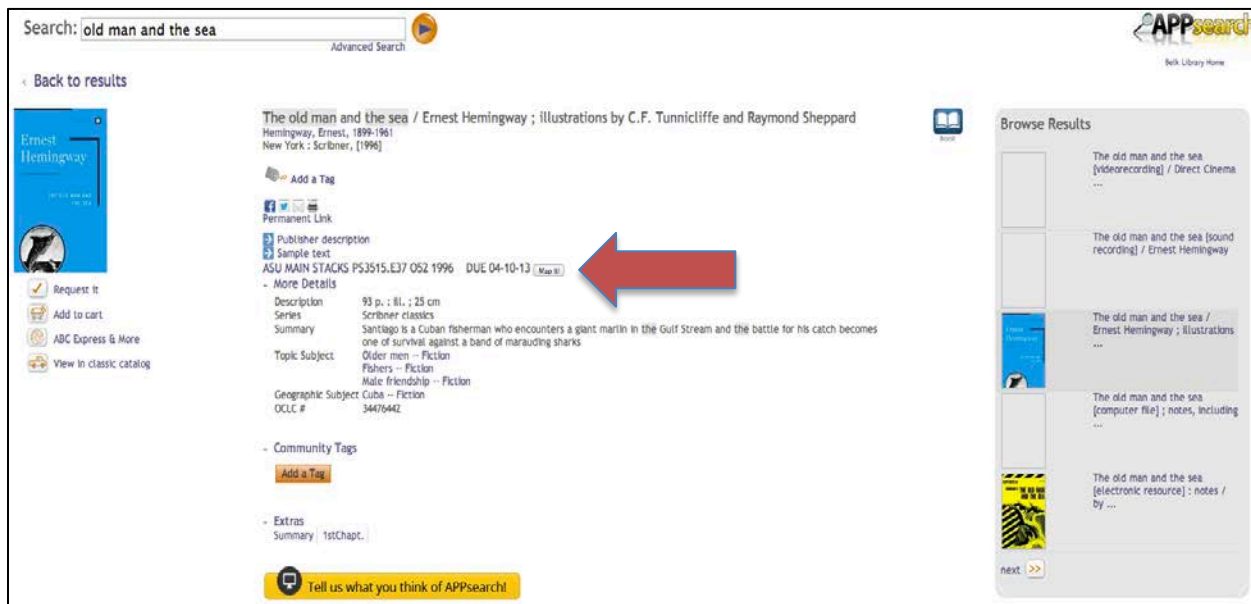 Search: old man and the sea
Advanced Search
APPsearch
Belk Library Home
‹ Back to results
Ernest
Hemingway
THE OLD MAN AND
THE SEA
Request it
Add to cart
ABC Express & More
View in classic catalog
The old man and the sea / Ernest Hemingway ; illustrations by C.F. Tunnicliffe and Raymond Sheppard
Hemingway, Ernest, 1899-1961
New York : Scribner, [1996]
Add a Tag
Permanent Link
Publisher description
Sample text
ASU MAIN STACKS PS3515.E37 O52 1996 DUE 04-10-13 Map it!
- More Details
Description 93 p. : ill. ; 25 cm
Series Scribner classics
Summary Santiago is a Cuban fisherman who encounters a giant marlin in the Gulf Stream and the battle for his catch becomes
one of survival against a band of marauding sharks
Topic Subject Older men -- Fiction
Fishers -- Fiction
Male friendship -- Fiction
Geographic Subject Cuba -- Fiction
OCLC # 34476442
- Community Tags
Add a Tag
- Extras
Summary 1stChapt.
Tell us what you think of APPsearch!
Browse Results
The old man and the sea
[videorecording] / Direct Cinema
...
The old man and the sea [sound
recording] / Ernest Hemingway
The old man and the sea /
Ernest Hemingway ; illustrations
...
The old man and the sea
[computer file] ; notes, including
...
The old man and the sea
[electronic resource] : notes /
by ...
next >>